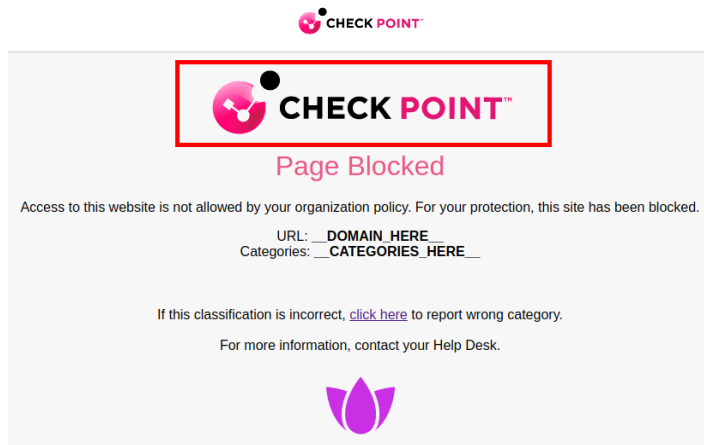 CHECK POINT™
CHECK POINT™
Page Blocked
Access to this website is not allowed by your organization policy. For your protection, this site has been blocked.
URL: __DOMAIN_HERE__
Categories: __CATEGORIES_HERE__
If this classification is incorrect, click here to report wrong category.
For more information, contact your Help Desk.